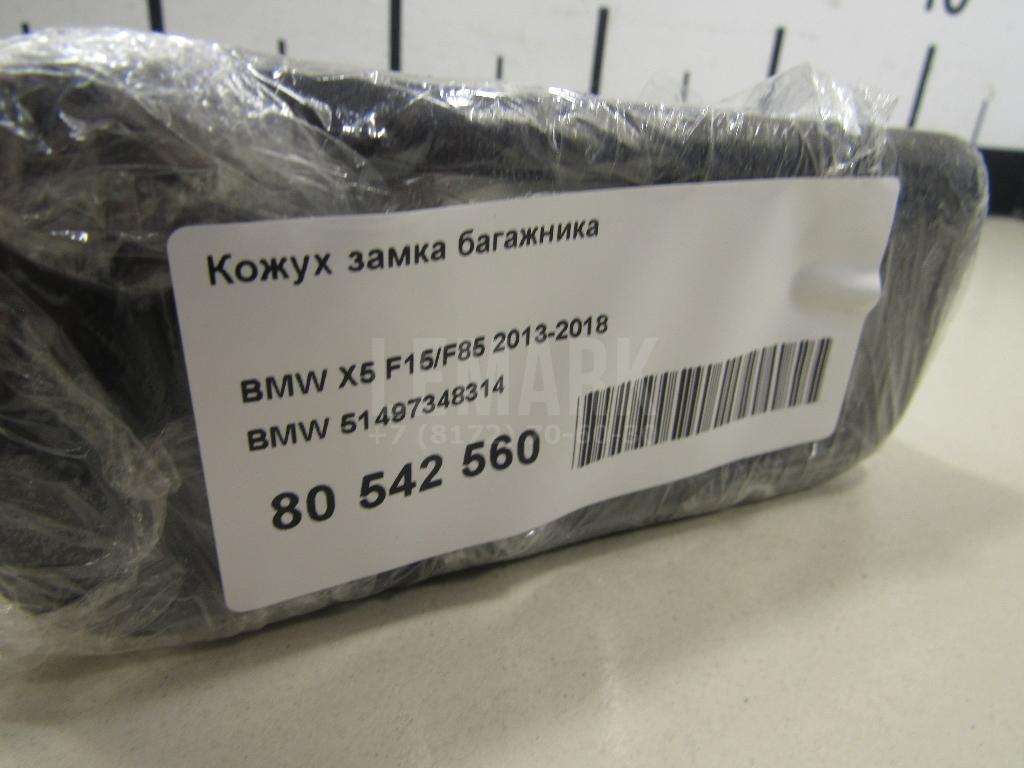 Кожух замка багажника
BMW X5 F15/F85 2013-2018
BMW 51497348314
80 542 560
LEMARK